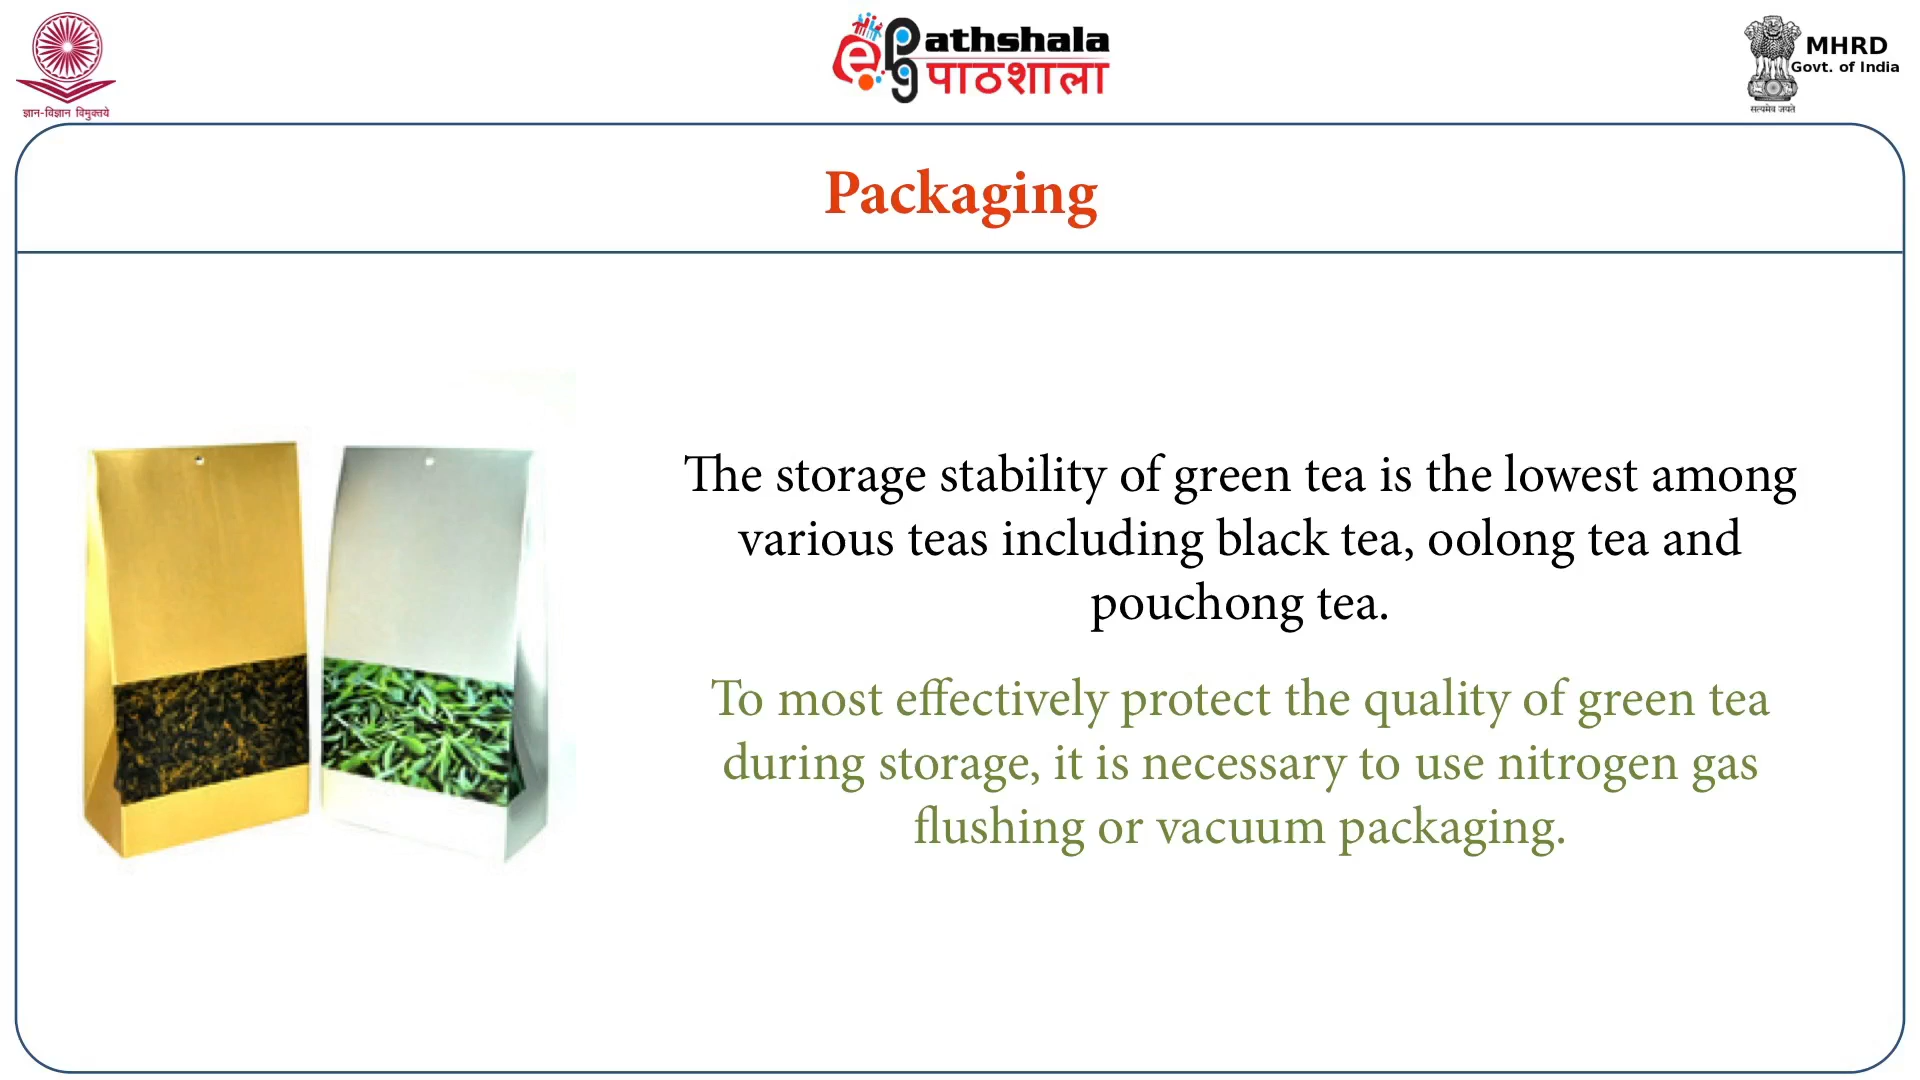 ज्ञान-विज्ञान विमुक्तये
e
pg
athshala
पाठशाला
MHRD
Govt. of India
सत्यमेव जयते
Packaging
The storage stability of green tea is the lowest among
various teas including black tea, oolong tea and
pouchong tea.
To most effectively protect the quality of green tea
during storage, it is necessary to use nitrogen gas
flushing or vacuum packaging.